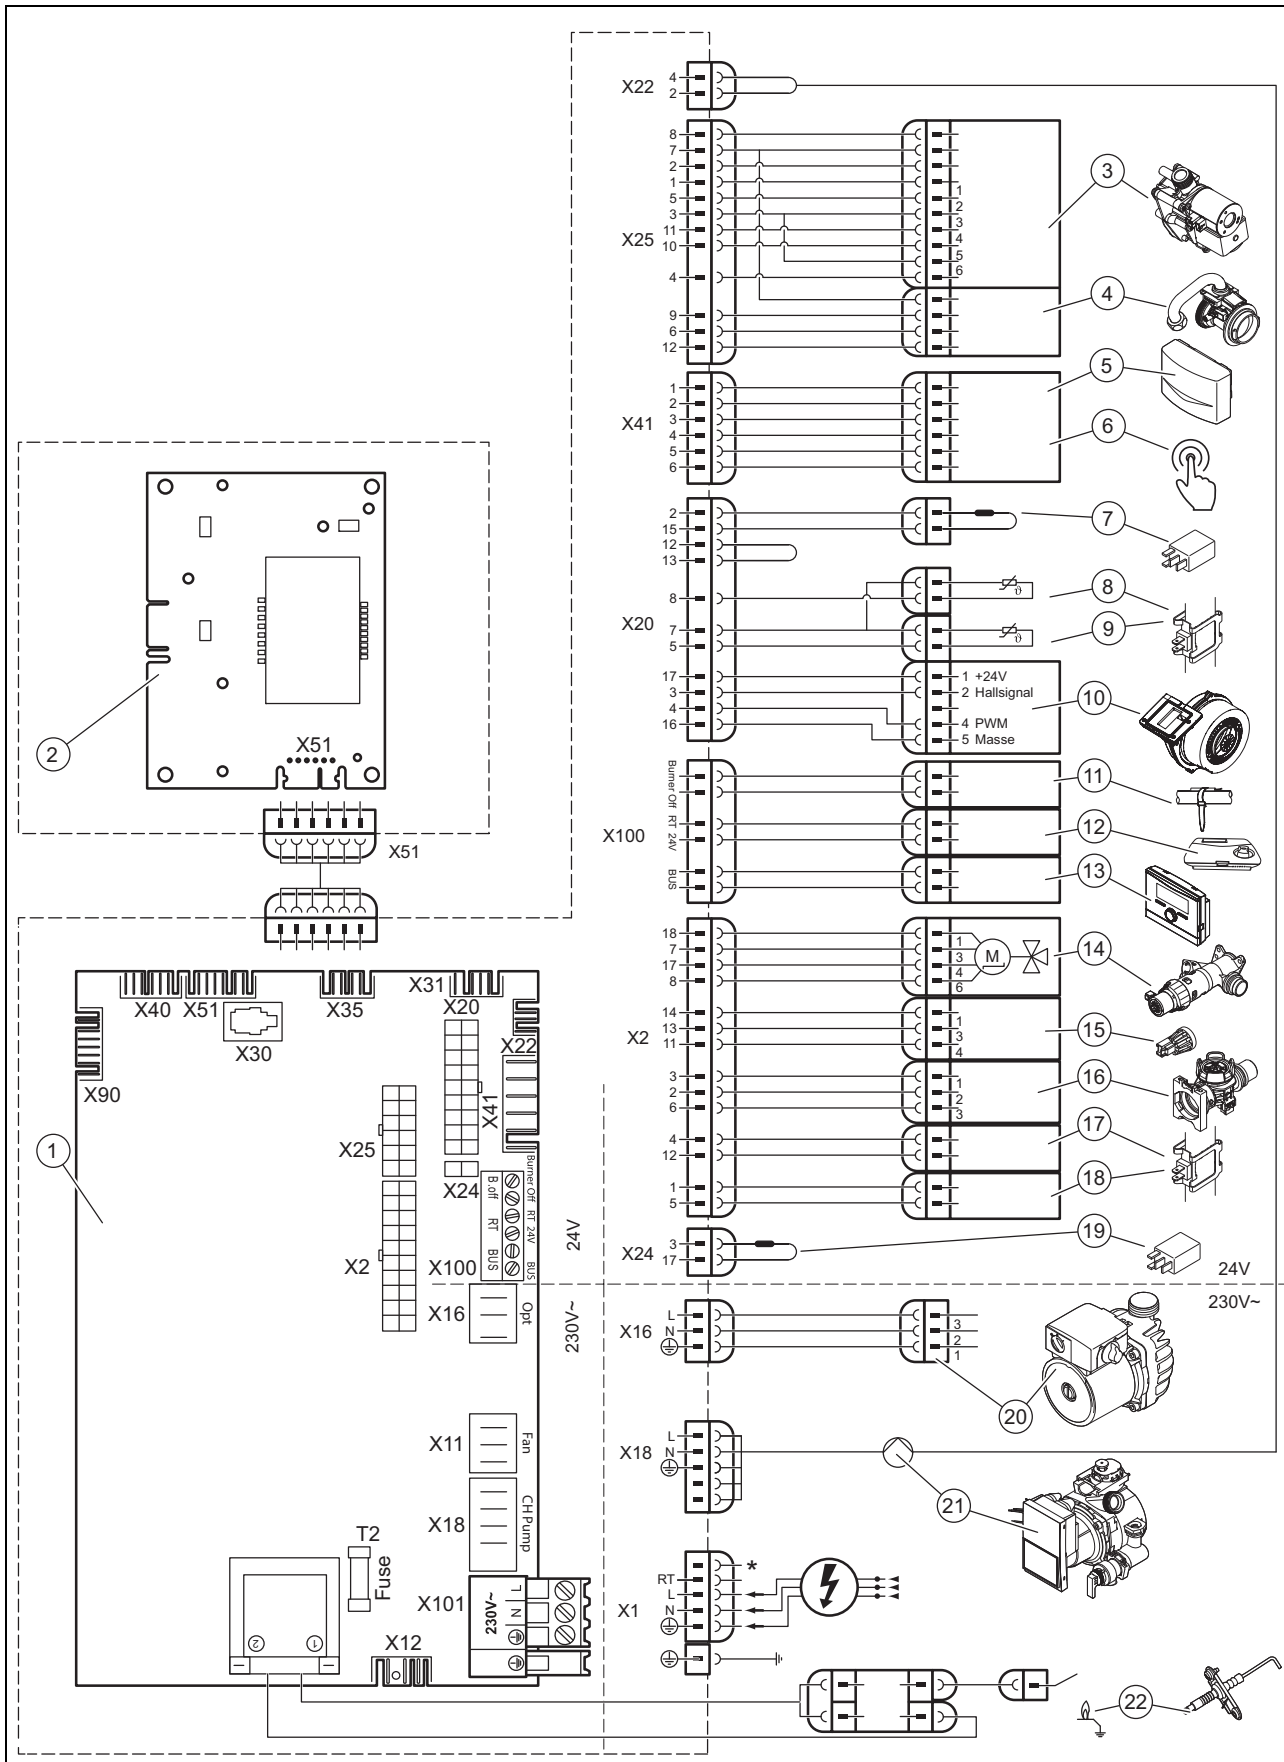 X22
4
2
X25
8
7
2
1
5
3
11
10
4
9
6
12
1
2
3
4
5
6
3
4
X41
1
2
3
4
5
6
5
6
X20
2
15
12
13
8
7
5
17
3
4
16
ϑ
ϑ
1 +24V
2 Hallsignal
4 PWM
5 Masse
7
8
9
10
X100
Burner Off
RT 24V
BUS
11
12
13
X2
18
7
17
8
14
13
11
3
2
6
4
12
1
5
1
3
4
6
M
1
3
4
1
2
3
14
15
16
17
18
X24
3
17
19
24V
230V~
X16
L
N
3
2
1
20
X18
L
N
21
X1
RT
L
N
*
22
2
X51
X51
1
X40
X51
X30
X35
X31
X20
X22
X90
X41
X25
X24
X2
X100
B.off
RT
BUS
Burner Off
RT 24V
BUS
24V
230V~
X16
Opt
X11
Fan
X18
CH Pump
T2
Fuse
X101
230V~
L
N
X12
2
1